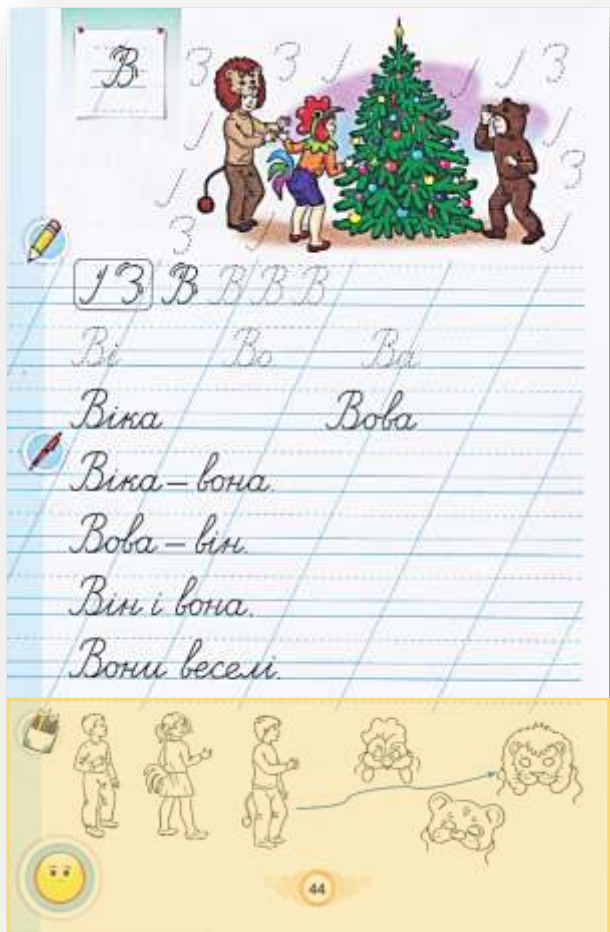 В
З З Ј Ј Ј З
Ј Ј
Ј З
З Ј Ј
Ј З В В В В
Ві Во Ва
Віка Вова
Віка – вона.
Вова – він.
Він і вона.
Вони веселі.
44